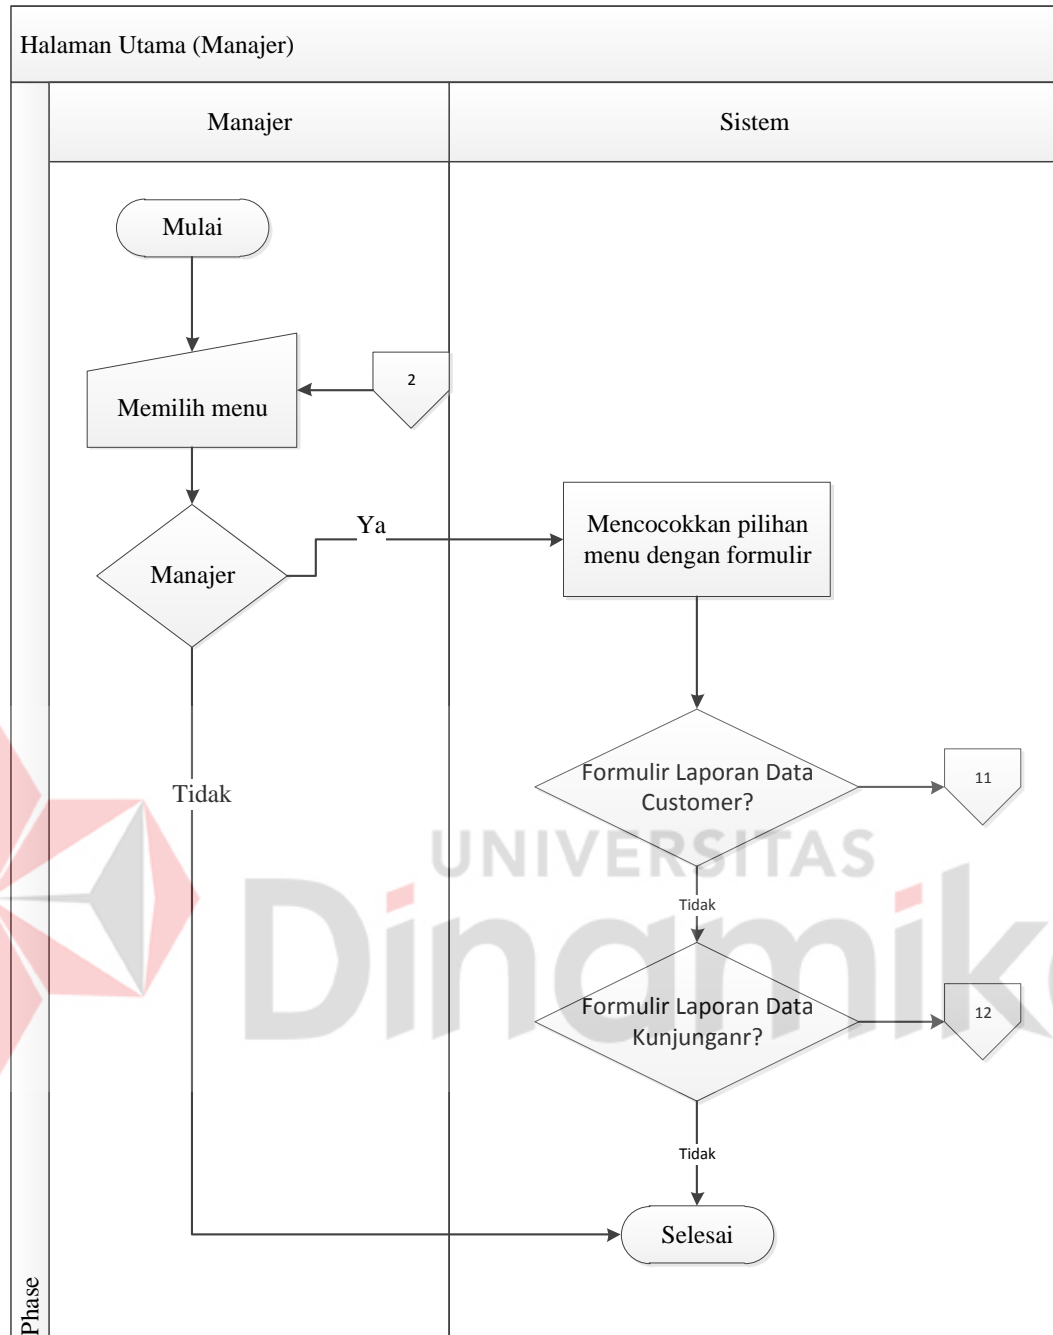 Halaman Utama (Manajer)
Manajer
Sistem
Mulai
Memilih menu
2
Manajer
Ya
Mencocokkan pilihan
menu dengan formulir
Tidak
Formulir Laporan Data
Customer?
11
UNIVERSITAS
Dinamika
Tidak
Formulir Laporan Data
Kunjunganr?
12
Tidak
Selesai
Phase